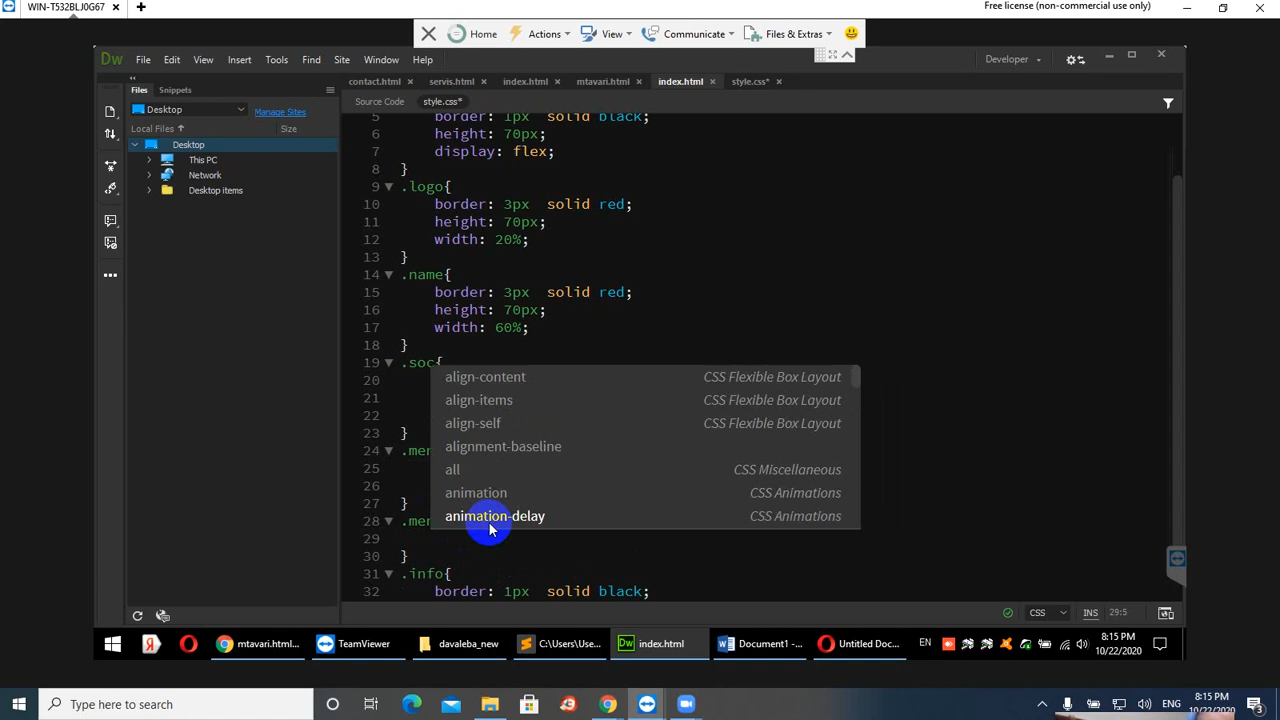 WIN-T532BLJ0G67
Free license (non-commercial use only)
Home
Actions
View
Communicate
Files & Extras
Dw
File
Edit
View
Insert
Tools
Find
Site
Window
Help
Developer
Files
Snippets
contact.html
servis.html
index.html
mtavari.html
index.html
style.css*
Desktop
Manage Sites
Source Code
style.css*
Local Files
Size
Desktop
This PC
Network
Desktop items
5 border: 1px solid black;
6 height: 70px;
7 display: flex;
8 }
9 .logo{
10 border: 3px solid red;
11 height: 70px;
12 width: 20%;
13 }
14 .name{
15 border: 3px solid red;
16 height: 70px;
17 width: 60%;
18 }
19 .soc{
20
21
22
23 }
24 .men
25
26
27 }
28 .men
29
30 }
31 .info{
32 border: 1px solid black;
align-content CSS Flexible Box Layout
align-items CSS Flexible Box Layout
align-self CSS Flexible Box Layout
alignment-baseline
all CSS Miscellaneous
animation CSS Animations
animation-delay CSS Animations
CSS
INS
29:5
mtavari.html...
TeamViewer
davaleba_new
C:\Users\Use...
Dw
index.html
Document1 -...
Untitled Doc...
EN
8:15 PM
10/22/2020
Type here to search
ENG
8:15 PM
10/22/2020
3